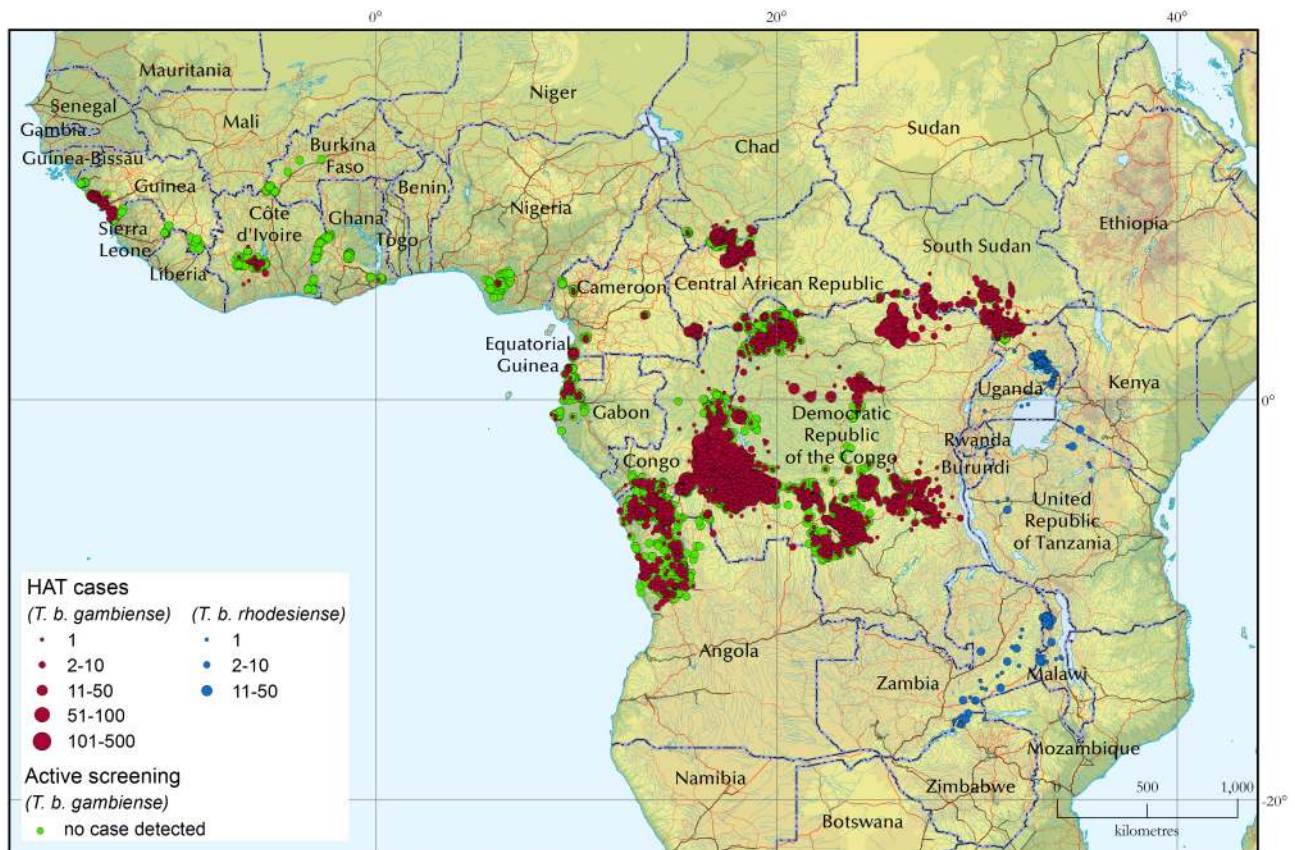 0°
20°
40°
Mauritania
Niger
Senegal
Mali
Sudan
Gambia
Chad
Burkina
Faso
Guinea-Bissau
Guinea
Benin
Nigeria
Côte
d'Ivoire
Ghana
Togo
Ethiopia
Sierra
Leone
South Sudan
Liberia
Cameroon
Central African Republic
Equatorial
Guinea
Uganda
Kenya
0°
Gabon
Democratic
Republic
of the Congo
Rwanda
Congo
Burundi
United
Republic
of Tanzania
HAT cases
(T. b. gambiense)
(T. b. rhodesiense)
1
1
2-10
2-10
11-50
11-50
51-100
101-500
Active screening
(T. b. gambiense)
no case detected
Angola
Zambia
Malawi
Mozambique
Namibia
Zimbabwe
Botswana
0
500
1,000
kilometres
-20°